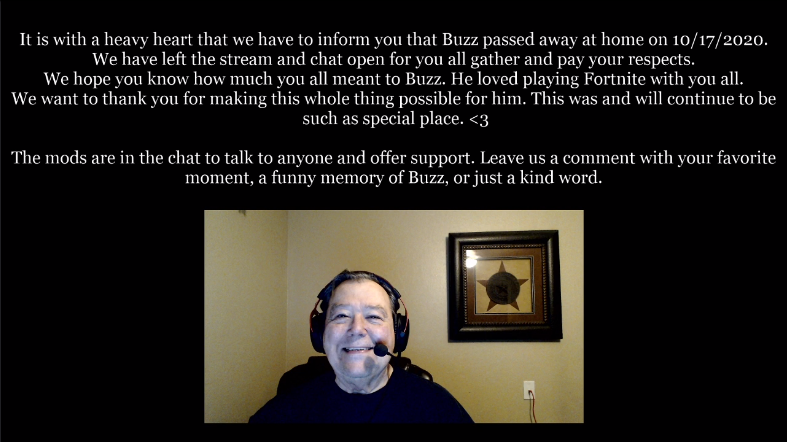 It is with a heavy heart that we have to inform you that Buzz passed away at home on 10/17/2020.
We have left the stream and chat open for you all gather and pay your respects.
We hope you know how much you all meant to Buzz. He loved playing Fortnite with you all.
We want to thank you for making this whole thing possible for him. This was and will continue to be
such as special place. <3
The mods are in the chat to talk to anyone and offer support. Leave us a comment with your favorite
moment, a funny memory of Buzz, or just a kind word.